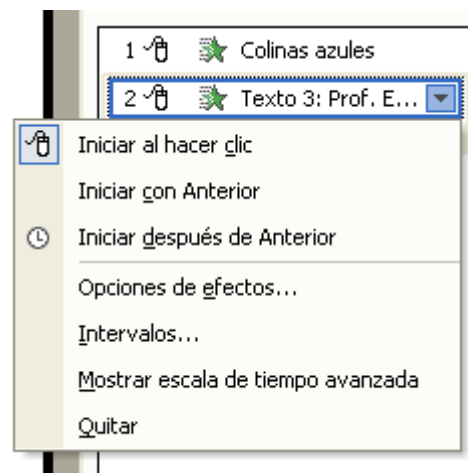 1 Colinas azules
2 Texto 3: Prof. E...
Iniciar al hacer clic
Iniciar con Anterior
Iniciar después de Anterior
Opciones de efectos...
Intervalos...
Mostrar escala de tiempo avanzada
Quitar